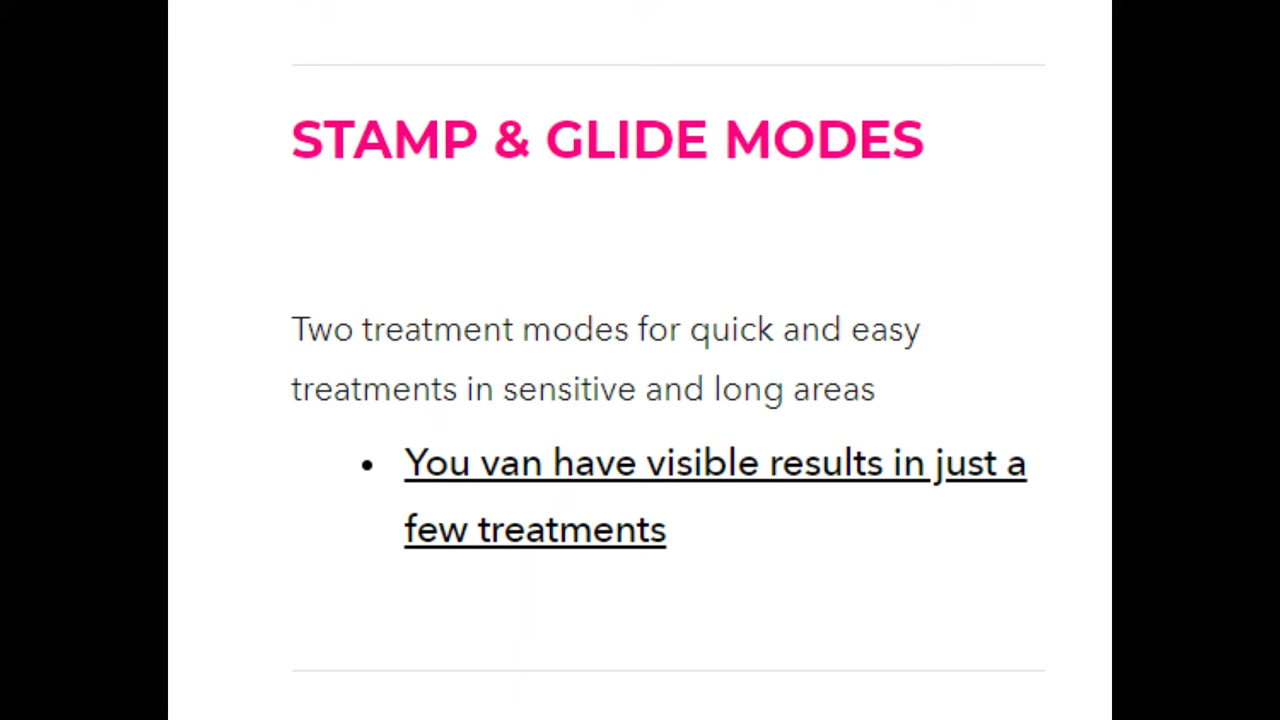 STAMP & GLIDE MODES
Two treatment modes for quick and easy
treatments in sensitive and long areas
• You van have visible results in just a
few treatments